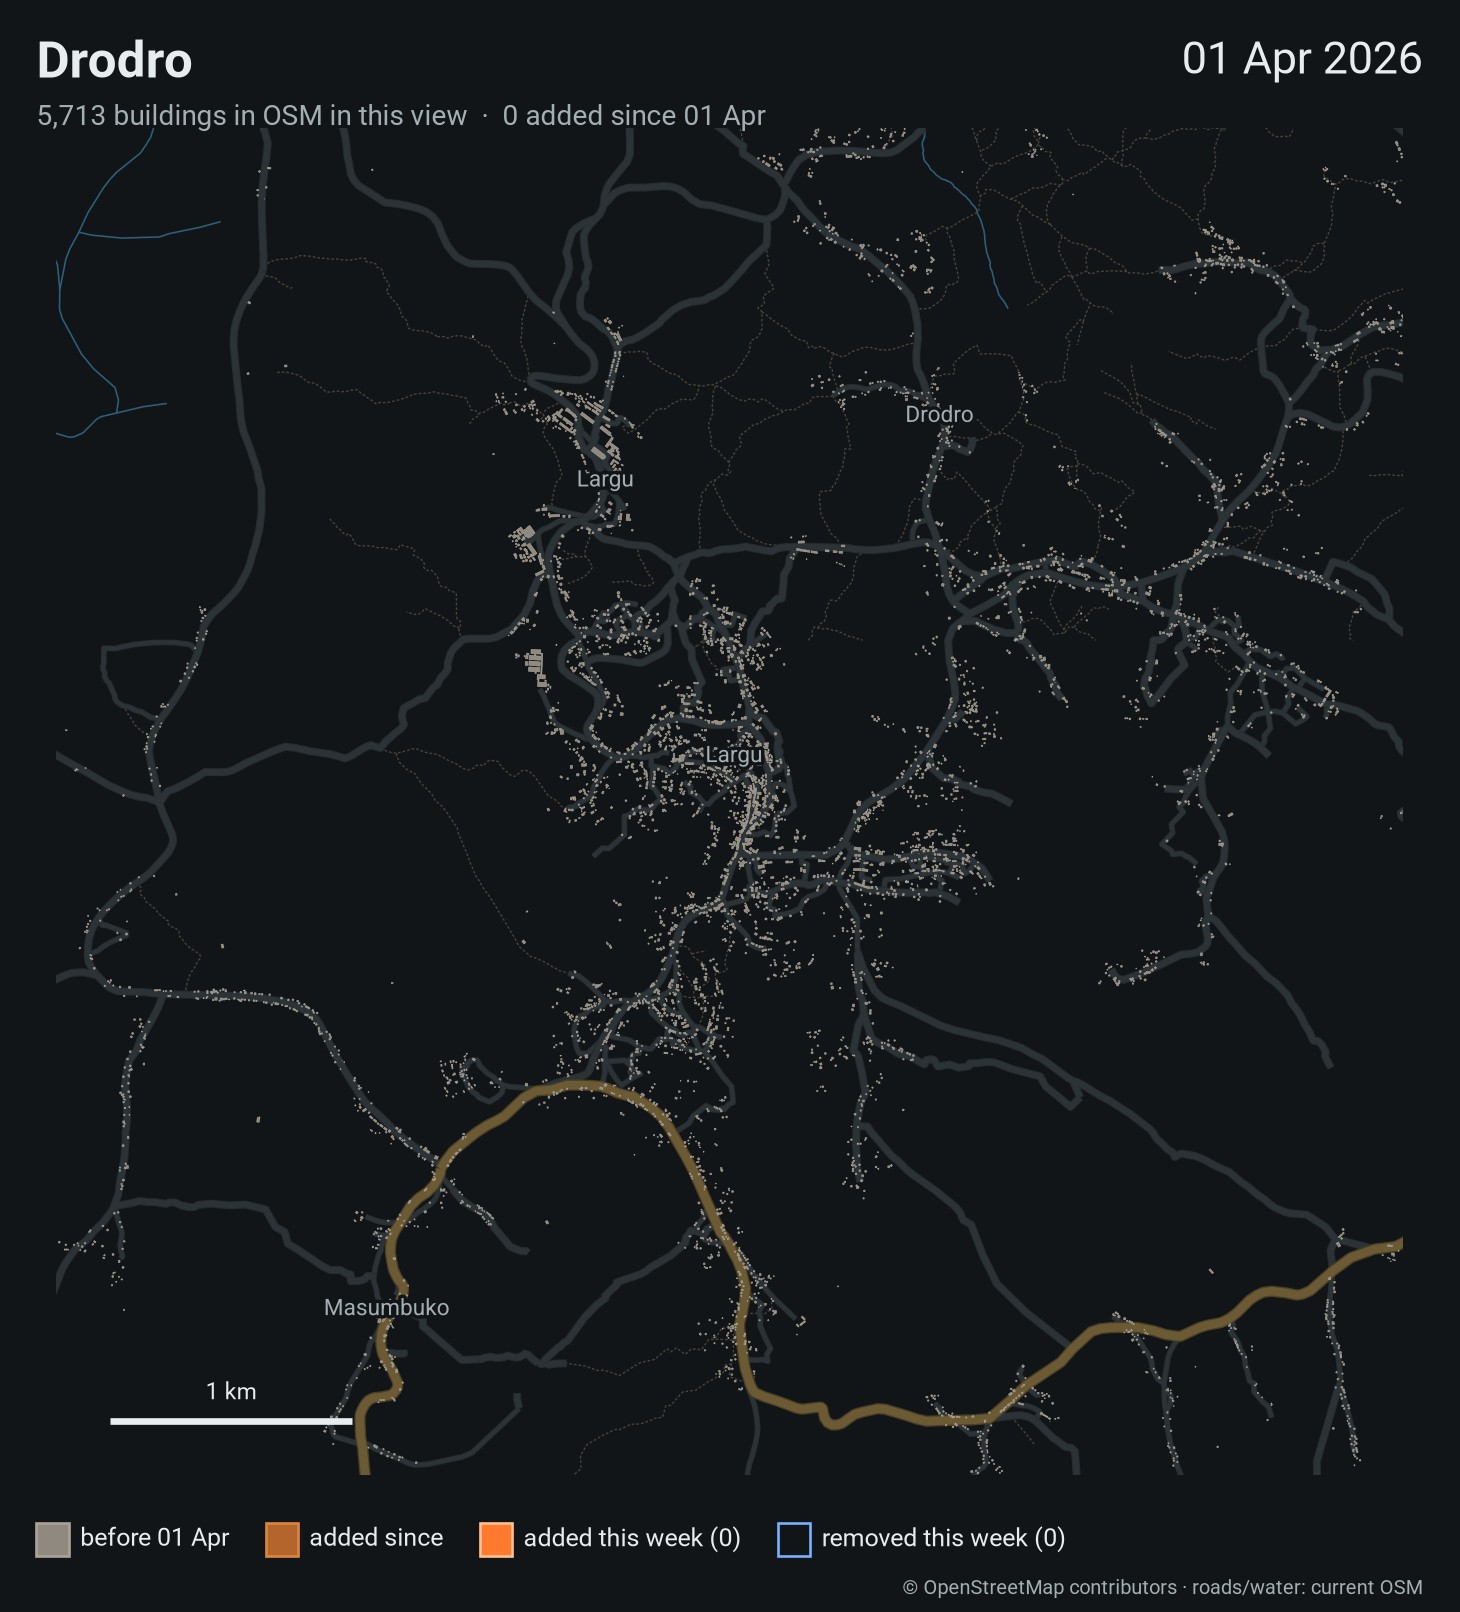 Drodro
01 Apr 2026
5,713 buildings in OSM in this view · 0 added since 01 Apr
Drodro
Largu
Largu
Masumbuko
1 km
before 01 Apr
added since
added this week (0)
removed this week (0)
© OpenStreetMap contributors · roads/water: current OSM